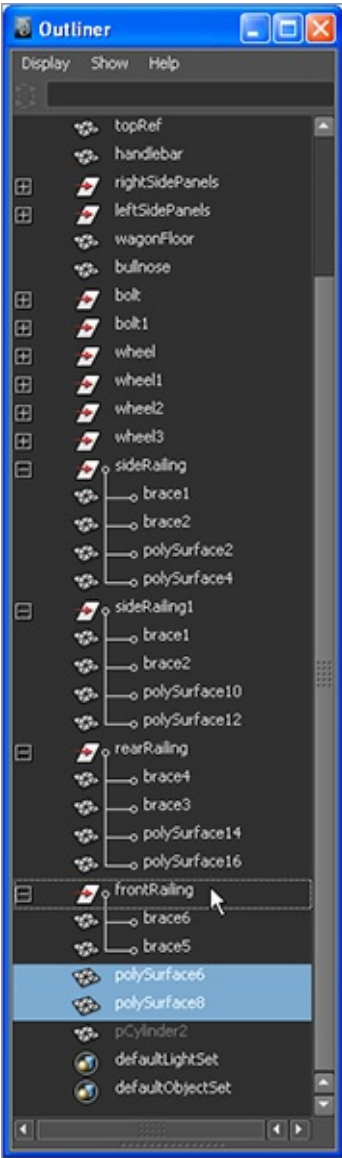 Outliner
Display Show Help
topRef
handlebar
rightSidePanels
leftSidePanels
wagonFloor
bullnose
bolt
bolt1
wheel
wheel1
wheel2
wheel3
sideRailing
brace1
brace2
polySurface2
polySurface4
sideRailing1
brace1
brace2
polySurface10
polySurface12
rearRailing
brace4
brace3
polySurface14
polySurface16
frontRailing
brace6
brace5
polySurface6
polySurface8
pCylinder2
defaultLightSet
defaultObjectSet